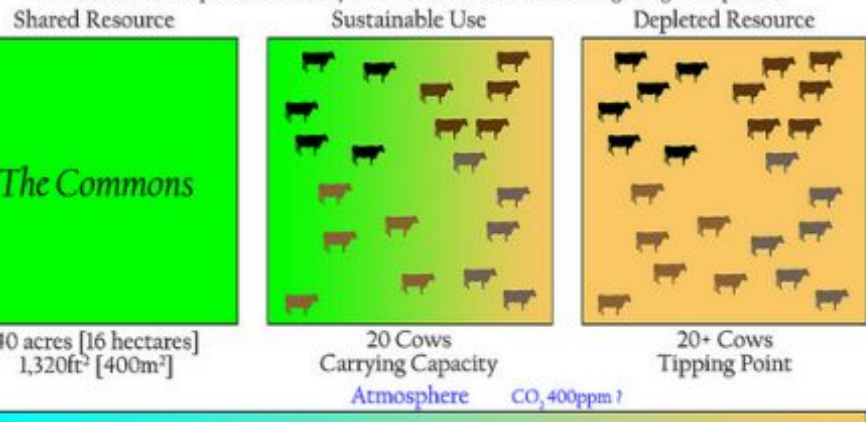 Shared Resource
Sustainable Use
Depleted Resource
The Commons
40 acres [16 hectares]
1,320ft² [400m²]
20 Cows
Carrying Capacity
20+ Cows
Tipping Point
Atmosphere CO₂ 400ppm ?